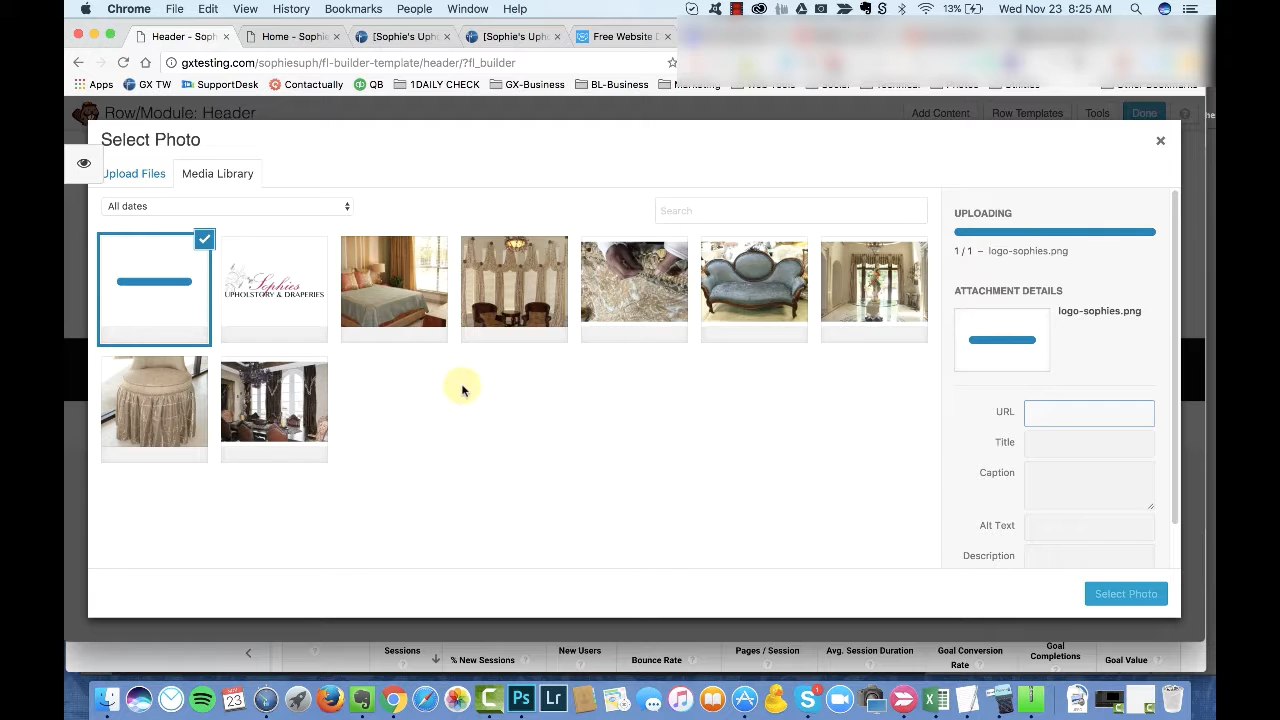 Chrome File Edit View History Bookmarks People Window Help 13% Wed Nov 23 8:25 AM
Header - Sop Home - Sophies [Sophie's Uph [Sophie's Uph Free Website D
gxtesting.com/sophiesuph/fl-builder-template/header/?fl_builder
Apps GX TW SupportDesk Contactually QB 1DAILY CHECK GX-Business BL-Business
Row/Module: Header Add Content Row Templates Tools Done ?
Select Photo
Upload Files Media Library
All dates Search
UPLOADING
1 / 1 – logo-sophies.png
ATTACHMENT DETAILS
logo-sophies.png
Sophies
UPHOLSTERY & DRAPERIES
URL
Title
Caption
Alt Text
Description
Select Photo
Sessions % New Sessions New Users Bounce Rate Pages / Session Avg. Session Duration Goal Conversion Rate Goal Completions Goal Value
Ps Lr